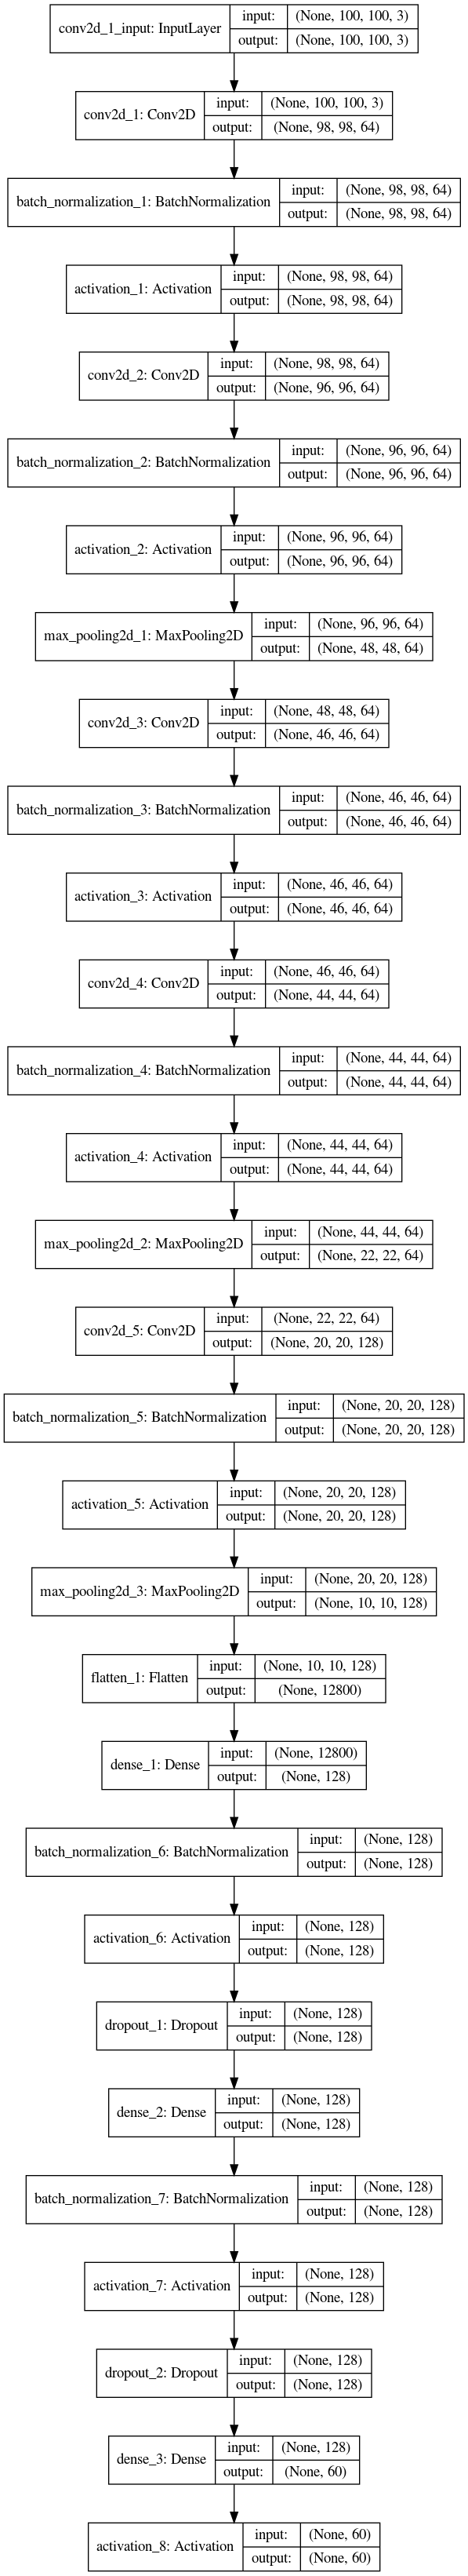 conv2d_1_input: InputLayer
input: (None, 100, 100, 3)
output: (None, 100, 100, 3)
conv2d_1: Conv2D
input: (None, 100, 100, 3)
output: (None, 98, 98, 64)
batch_normalization_1: BatchNormalization
input: (None, 98, 98, 64)
output: (None, 98, 98, 64)
activation_1: Activation
input: (None, 98, 98, 64)
output: (None, 98, 98, 64)
conv2d_2: Conv2D
input: (None, 98, 98, 64)
output: (None, 96, 96, 64)
batch_normalization_2: BatchNormalization
input: (None, 96, 96, 64)
output: (None, 96, 96, 64)
activation_2: Activation
input: (None, 96, 96, 64)
output: (None, 96, 96, 64)
max_pooling2d_1: MaxPooling2D
input: (None, 96, 96, 64)
output: (None, 48, 48, 64)
conv2d_3: Conv2D
input: (None, 48, 48, 64)
output: (None, 46, 46, 64)
batch_normalization_3: BatchNormalization
input: (None, 46, 46, 64)
output: (None, 46, 46, 64)
activation_3: Activation
input: (None, 46, 46, 64)
output: (None, 46, 46, 64)
conv2d_4: Conv2D
input: (None, 46, 46, 64)
output: (None, 44, 44, 64)
batch_normalization_4: BatchNormalization
input: (None, 44, 44, 64)
output: (None, 44, 44, 64)
activation_4: Activation
input: (None, 44, 44, 64)
output: (None, 44, 44, 64)
max_pooling2d_2: MaxPooling2D
input: (None, 44, 44, 64)
output: (None, 22, 22, 64)
conv2d_5: Conv2D
input: (None, 22, 22, 64)
output: (None, 20, 20, 128)
batch_normalization_5: BatchNormalization
input: (None, 20, 20, 128)
output: (None, 20, 20, 128)
activation_5: Activation
input: (None, 20, 20, 128)
output: (None, 20, 20, 128)
max_pooling2d_3: MaxPooling2D
input: (None, 20, 20, 128)
output: (None, 10, 10, 128)
flatten_1: Flatten
input: (None, 10, 10, 128)
output: (None, 12800)
dense_1: Dense
input: (None, 12800)
output: (None, 128)
batch_normalization_6: BatchNormalization
input: (None, 128)
output: (None, 128)
activation_6: Activation
input: (None, 128)
output: (None, 128)
dropout_1: Dropout
input: (None, 128)
output: (None, 128)
dense_2: Dense
input: (None, 128)
output: (None, 128)
batch_normalization_7: BatchNormalization
input: (None, 128)
output: (None, 128)
activation_7: Activation
input: (None, 128)
output: (None, 128)
dropout_2: Dropout
input: (None, 128)
output: (None, 128)
dense_3: Dense
input: (None, 128)
output: (None, 60)
activation_8: Activation
input: (None, 60)
output: (None, 60)